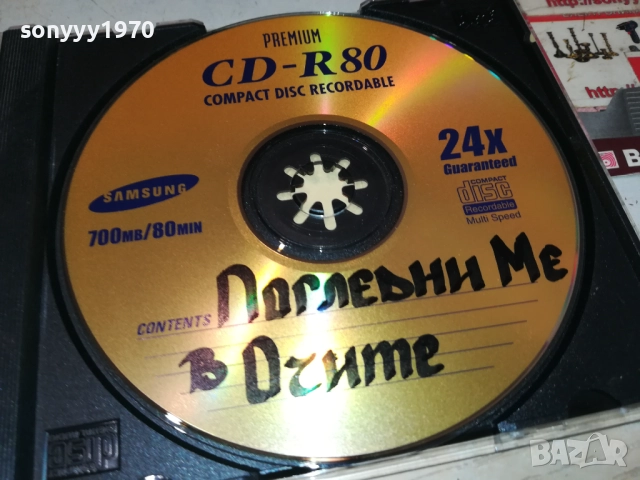 sonyyy1970
PREMIUM
CD-R80
COMPACT DISC RECORDABLE
24x
Guaranteed
SAMSUNG
700MB/80MIN
COMPACT
disc
Recordable
Multi Speed
CONTENTS
Погледни Ме
в Очите
BAZAR